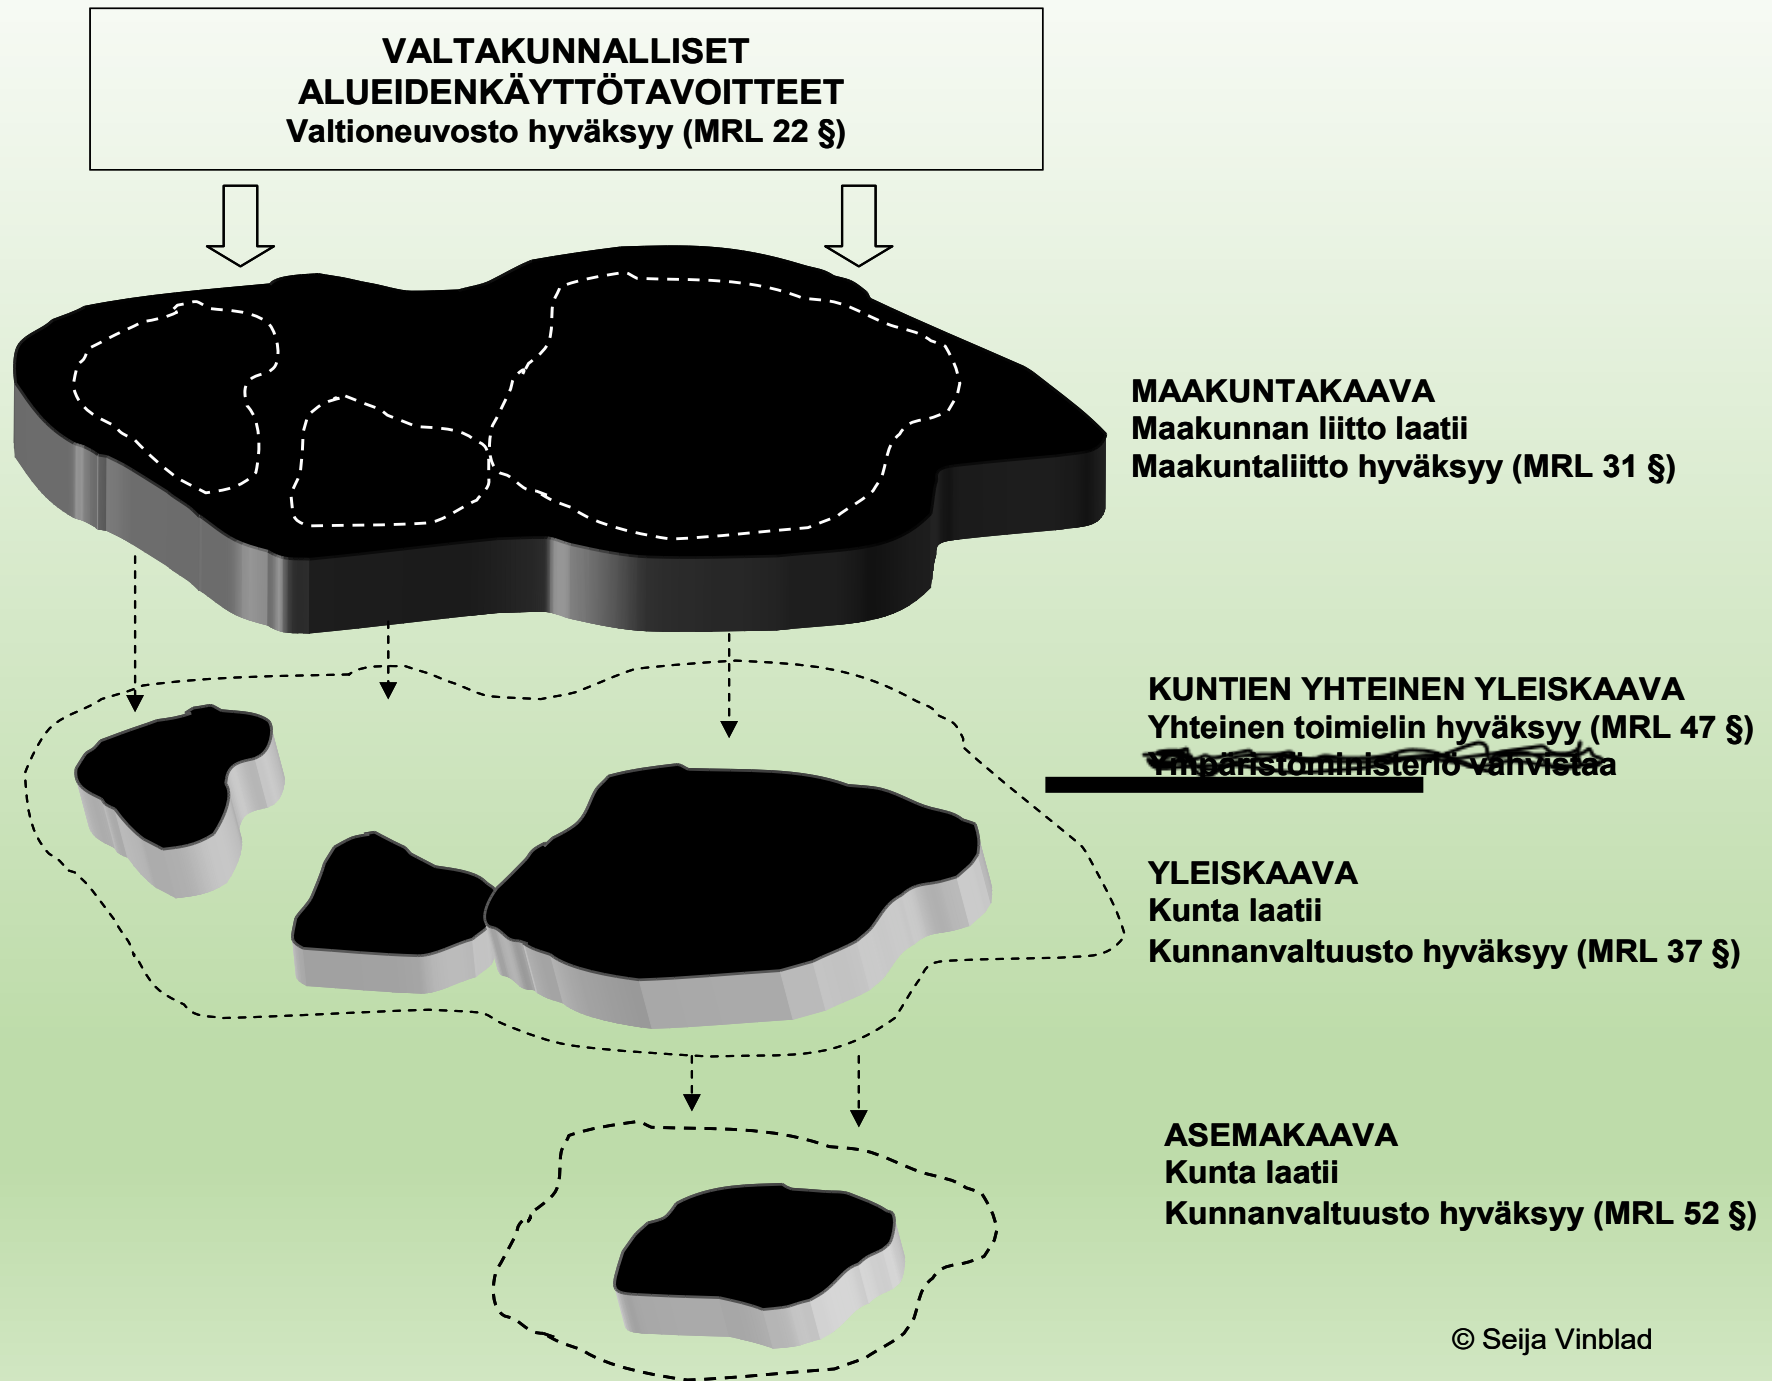 VALTAKUNNALLISET
ALUEIDENKÄYTTÖTAVOITTEET
Valtioneuvosto hyväksyy (MRL 22 §)
MAAKUNTAKAAVA
Maakunnan liitto laatii
Maakuntaliitto hyväksyy (MRL 31 §)
KUNTIEN YHTEINEN YLEISKAAVA
Yhteinen toimielin hyväksyy (MRL 47 §)
Ympäristöministeriö vahvistaa
YLEISKAAVA
Kunta laatii
Kunnanvaltuusto hyväksyy (MRL 37 §)
ASEMAKAAVA
Kunta laatii
Kunnanvaltuusto hyväksyy (MRL 52 §)
© Seija Vinblad